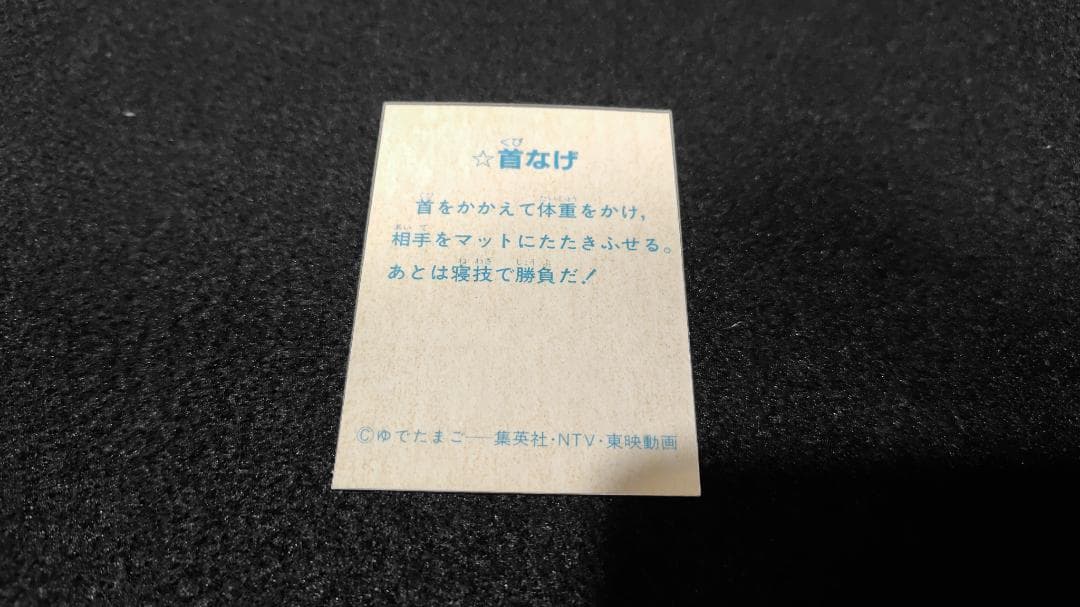 ☆首なげ
首をかかえて体重をかけ,
相手をマットにたたきふせる。
あとは寝技で勝負だ!
©ゆでたまご―集英社・NTV・東映動画